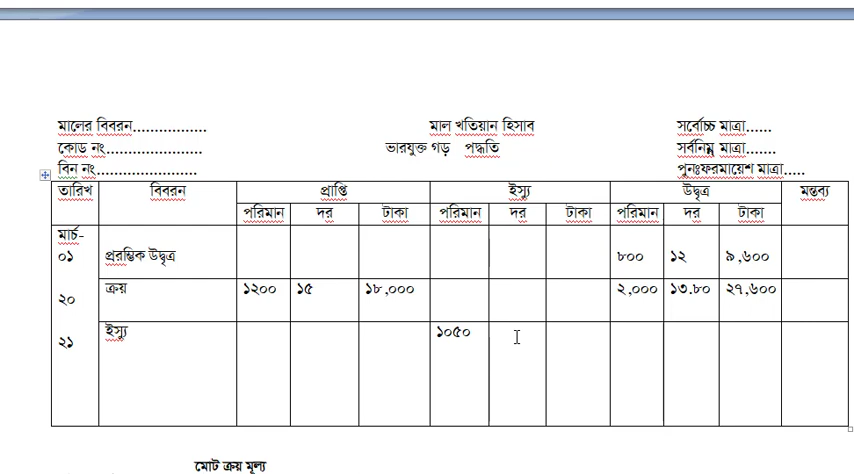 মালের বিবরন................. মাল খতিয়ান হিসাব সর্বোচ্চ মাত্রা......
কোড নং...................... ভারযুক্ত গড় পদ্ধতি সর্বনিম্ন মাত্রা.......
বিন নং....................... পুনঃফরমায়েশ মাত্রা.....
তারিখ বিবরন প্রাপ্তি ইস্যু উদ্বৃত্র মন্তব্য
পরিমান দর টাকা পরিমান দর টাকা পরিমান দর টাকা
মার্চ-
০১ প্ররম্ভিক উদ্বৃত্র ৮০০ ১২ ৯,৬০০
২০ ক্রয় ১২০০ ১৫ ১৮,০০০ ২,০০০ ১৩.৮০ ২৭,৬০০
২১ ইস্যু ১০৫০
মোট ক্রয় মূল্য